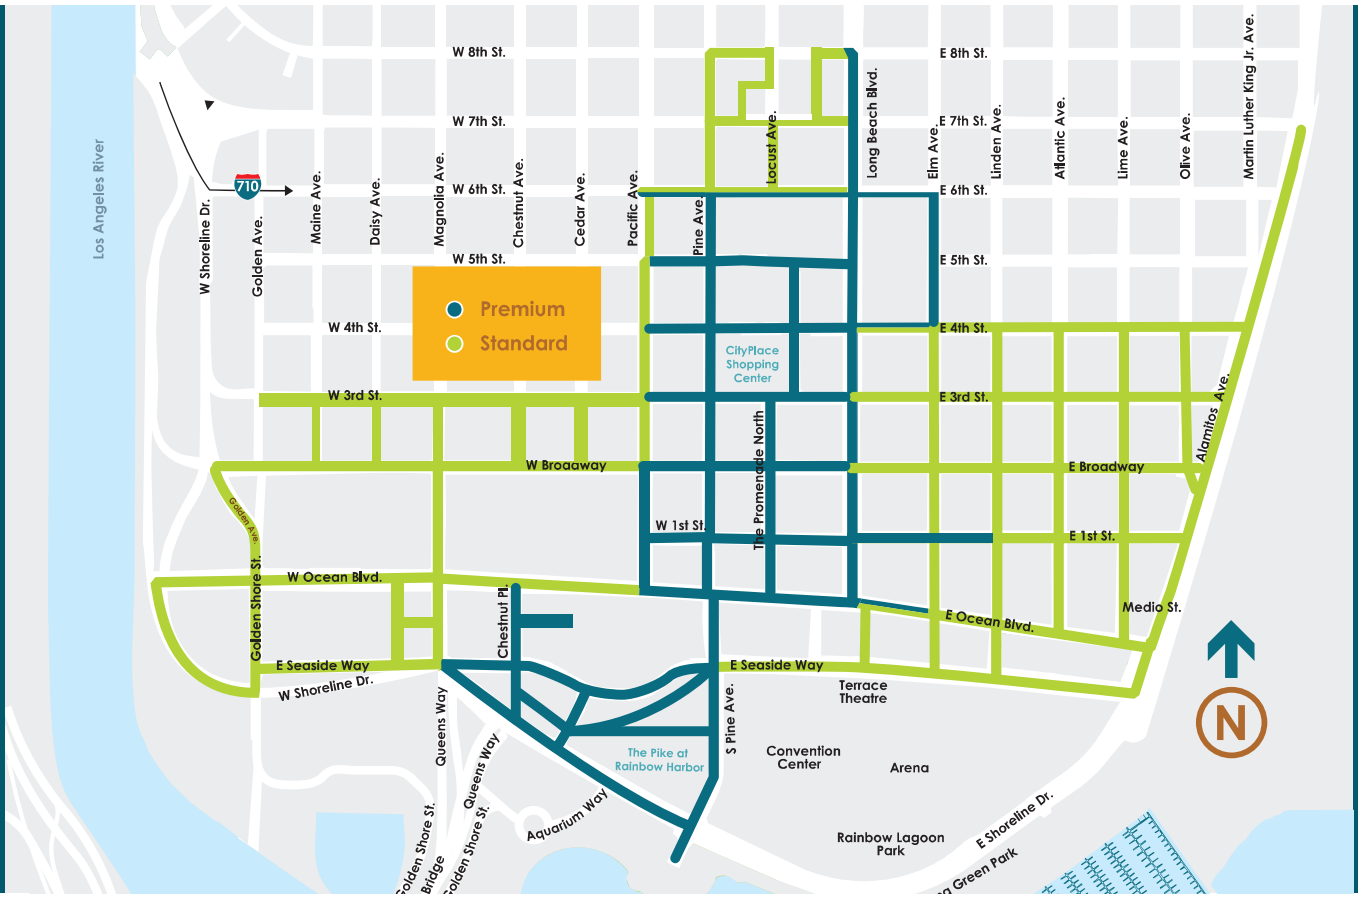 W 8th St.
E 8th St.
W 7th St.
E 7th St.
W 6th St.
E 6th St.
W 5th St.
E 5th St.
W 4th St.
E 4th St.
W 3rd St.
E 3rd St.
W Broadway
E Broadway
W 1st St.
E 1st St.
W Ocean Blvd.
E Ocean Blvd.
Medio St.
E Seaside Way
E Seaside Way
W Shoreline Dr.
Los Angeles River
710
W Shoreline Dr.
Golden Ave.
Maine Ave.
Daisy Ave.
Magnolia Ave.
Chestnut Ave.
Cedar Ave.
Pacific Ave.
Pine Ave.
Locust Ave.
Long Beach Blvd.
Elm Ave.
Linden Ave.
Atlantic Ave.
Lime Ave.
Olive Ave.
Martin Luther King Jr. Ave.
Alamitos Ave.
Premium
Standard
CityPlace
Shopping
Center
The Promenade North
Golden Ave.
Golden Shore St.
Chestnut Pl.
Queens Way
Queens Way
S Pine Ave.
Terrace
Theatre
Convention
Center
Arena
The Pike at
Rainbow Harbor
Aquarium Way
Rainbow Lagoon
Park
E Shoreline Dr.
Green Park
Golden Shore St.
Bridge
Golden Shore St.
N